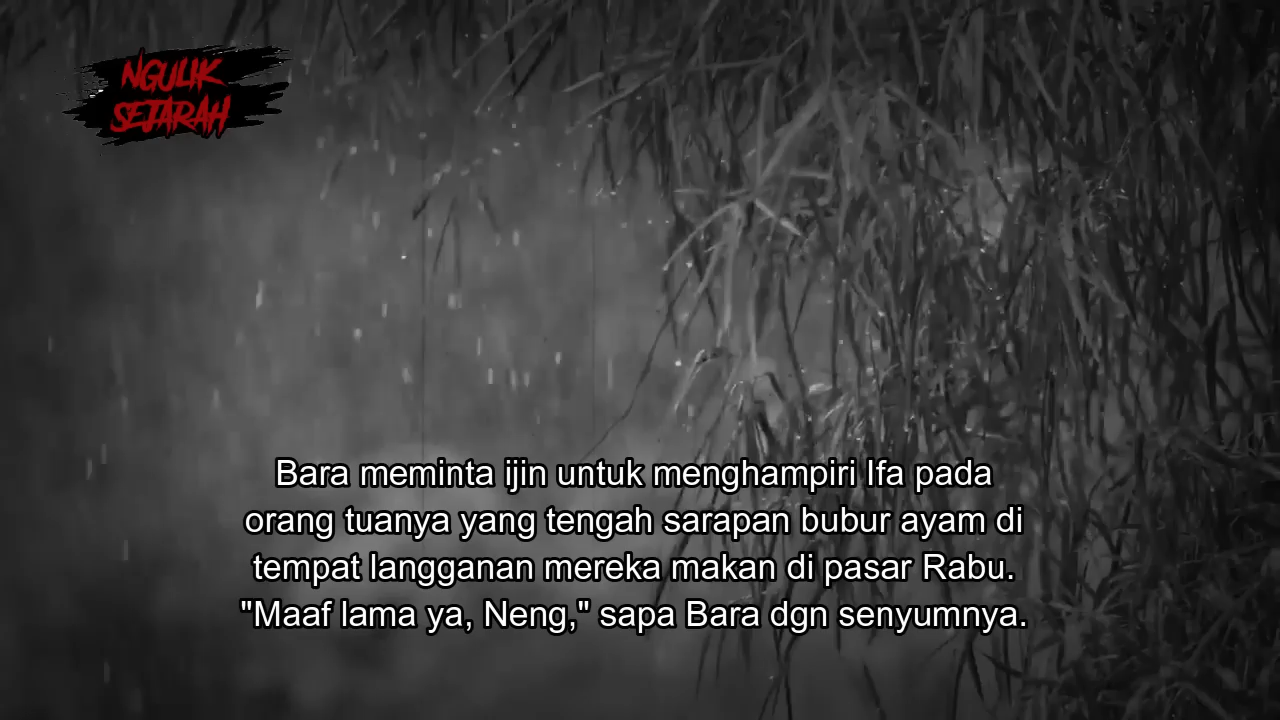 NGULIK
SEJARAH
Bara meminta ijin untuk menghampiri Ifa pada
orang tuanya yang tengah sarapan bubur ayam di
tempat langganan mereka makan di pasar Rabu.
"Maaf lama ya, Neng," sapa Bara dgn senyumnya.